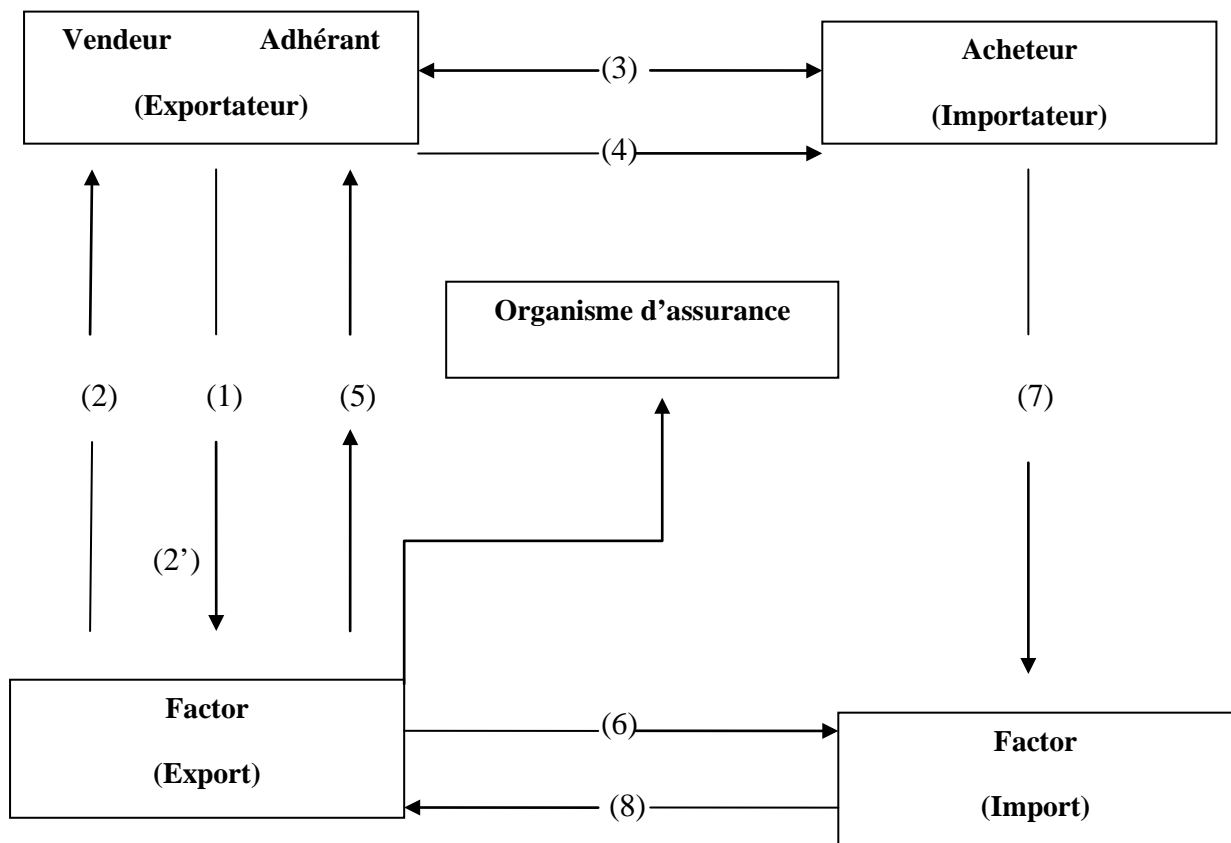 Vendeur Adhérant
(Exportateur)
Acheteur
(Importateur)
(3)
(4)
Organisme d’assurance
(2) (1) (5) (7)
(2’)
Factor
(Export)
(6)
(8)
Factor
(Import)